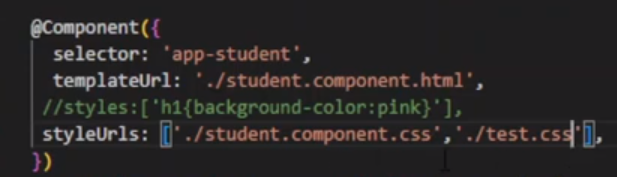 @Component({
selector: 'app-student',
templateUrl: './student.component.html',
//styles:['h1{background-color:pink}'],
styleUrls: ['./student.component.css','./test.css'],
})